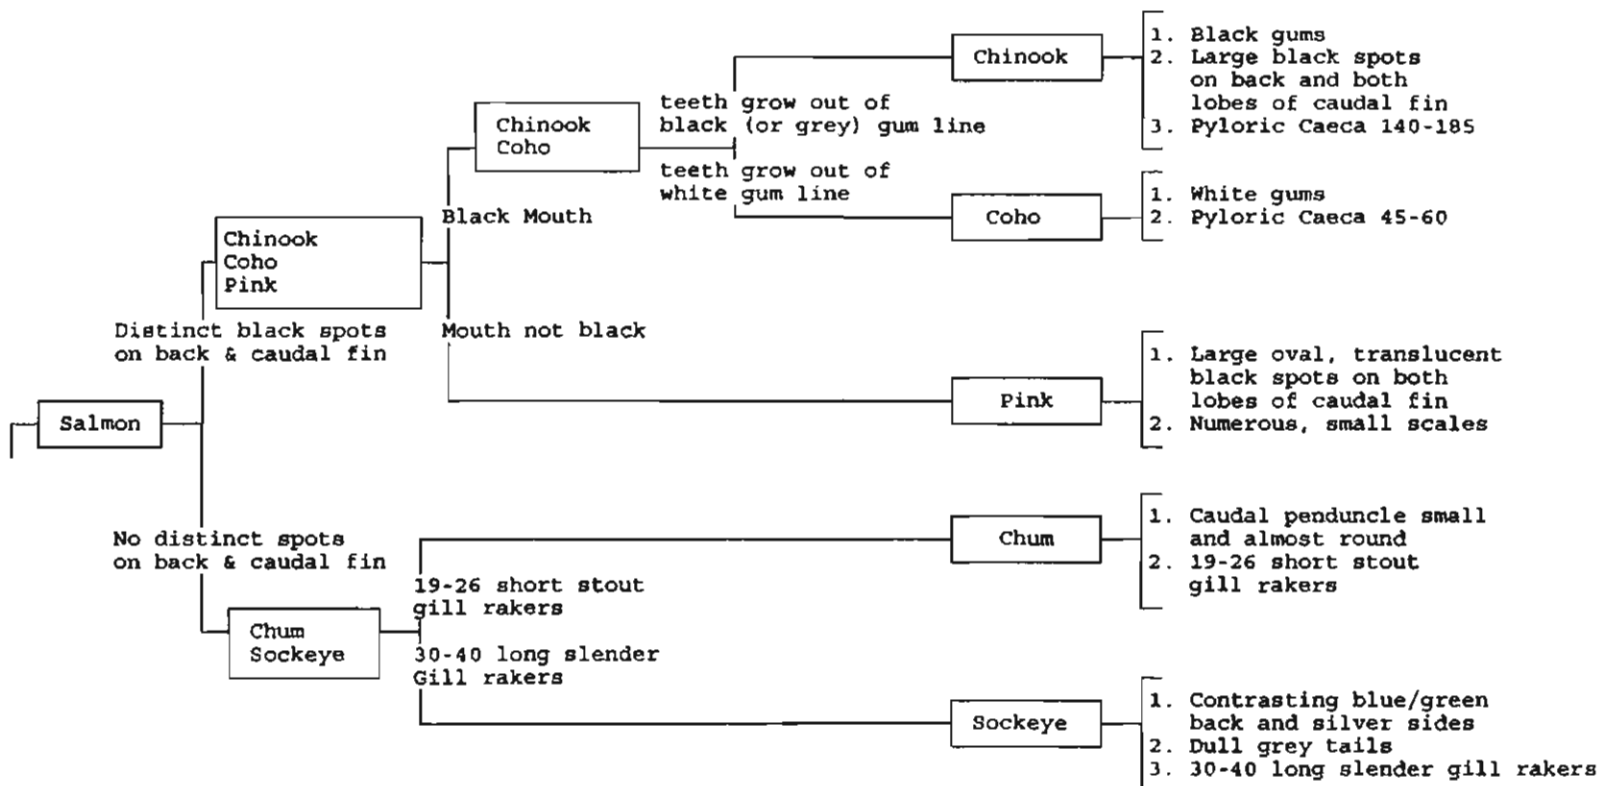 Salmon
Distinct black spots
on back & caudal fin
No distinct spots
on back & caudal fin
Chinook
Coho
Pink
Black Mouth
Mouth not black
Chinook
Coho
teeth grow out of
black (or grey) gum line
teeth grow out of
white gum line
Chinook
1. Black gums
2. Large black spots
on back and both
lobes of caudal fin
3. Pyloric Caeca 140-185
Coho
1. White gums
2. Pyloric Caeca 45-60
Pink
1. Large oval, translucent
black spots on both
lobes of caudal fin
2. Numerous, small scales
Chum
Sockeye
19-26 short stout
gill rakers
30-40 long slender
Gill rakers
Chum
1. Caudal penduncle small
and almost round
2. 19-26 short stout
gill rakers
Sockeye
1. Contrasting blue/green
back and silver sides
2. Dull grey tails
3. 30-40 long slender gill rakers